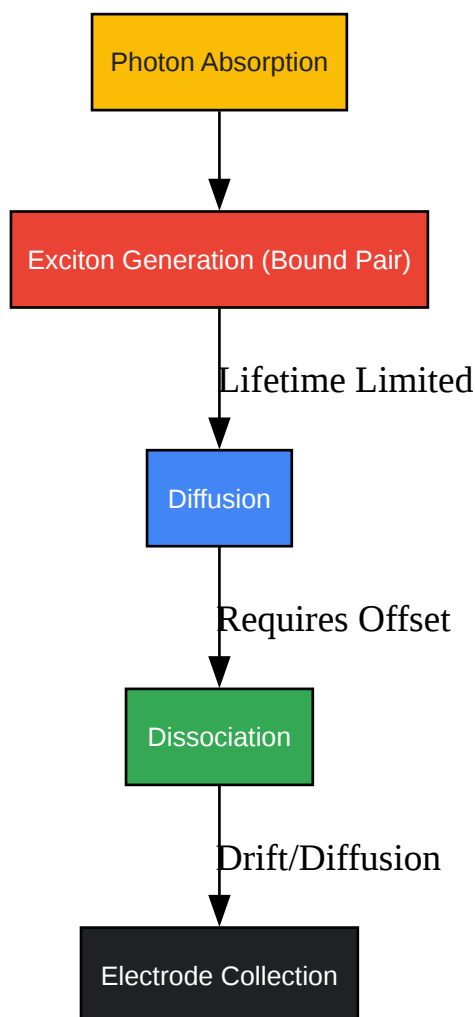 Photon Absorption
Exciton Generation (Bound Pair)
Lifetime Limited
Diffusion
Requires Offset
Dissociation
Drift/Diffusion
Electrode Collection